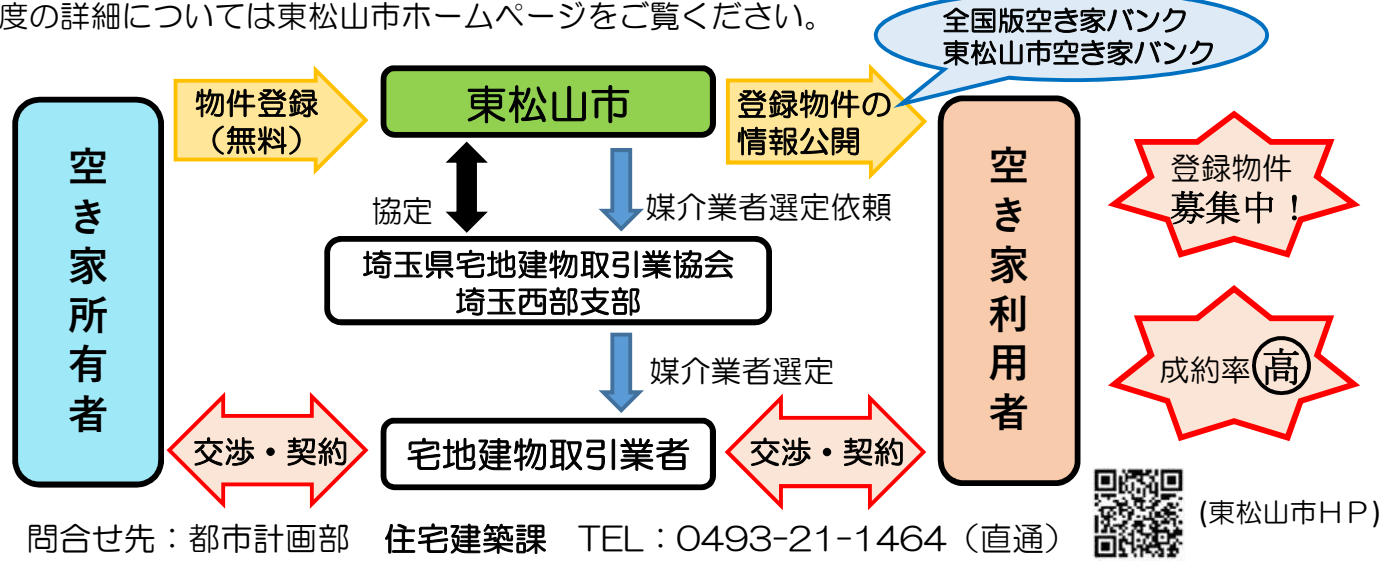 度の詳細については東松山市ホームページをご覧ください。
全国版空き家バンク
東松山市空き家バンク
物件登録
（無料）
東松山市
登録物件の
情報公開
空き家所有者
空き家利用者
登録物件
募集中！
協定
媒介業者選定依頼
埼玉県宅地建物取引業協会
埼玉西部支部
媒介業者選定
成約率高
交渉・契約
宅地建物取引業者
交渉・契約
(東松山市HP)
問合せ先：都市計画部　住宅建築課　TEL：0493-21-1464（直通）